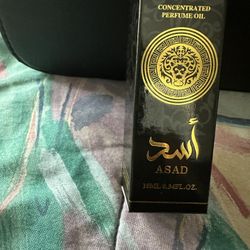 CONCENTRATED
PERFUME OIL
أسد
ASAD
10ML 0.34FL.OZ.